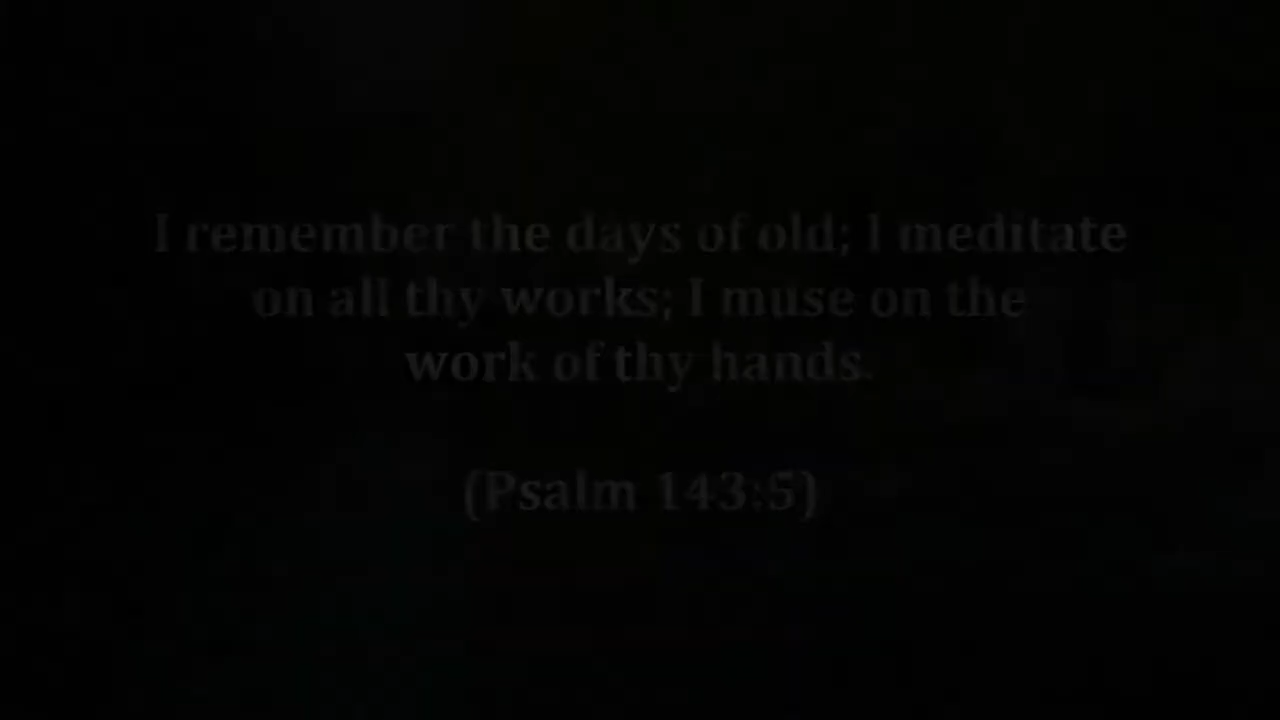 I remember the days of old; I meditate
on all thy works; I muse on the
work of thy hands.
(Psalm 143:5)